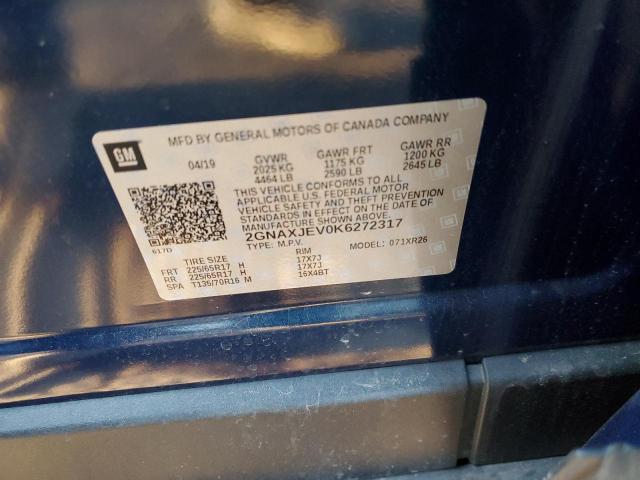 MFD BY GENERAL MOTORS OF CANADA COMPANY
GM
04/19 GVWR GAWR FRT GAWR RR
2025 KG 1175 KG 1200 KG
4464 LB 2590 LB 2645 LB
THIS VEHICLE CONFORMS TO ALL
APPLICABLE U.S. FEDERAL MOTOR
VEHICLE SAFETY AND THEFT PREVENTION
STANDARDS IN EFFECT ON THE DATE OF
MANUFACTURE SHOWN ABOVE.
2GNAXJEV0K6272317
617D TYPE: M.P.V. MODEL: 071XR26
TIRE SIZE RIM
FRT 225/65R17 H 17X7J
RR 225/65R17 H 17X7J
SPA T135/70R16 M 16X4BT